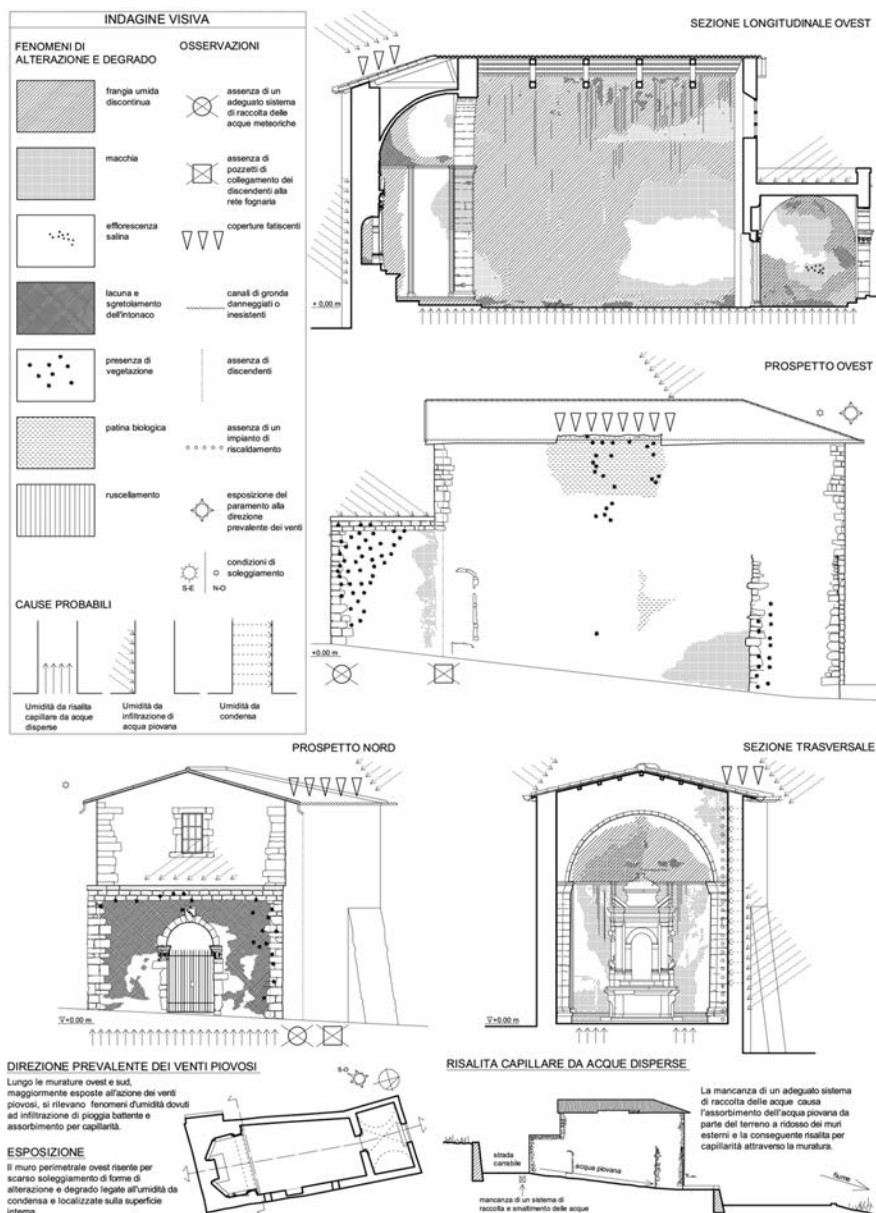 INDAGINE VISIVA
FENOMENI DI
ALTERAZIONE E DEGRADO
frangia umida
discontinua
macchia
efflorescenza
salina
lacuna e
sgretolamento
dell'intonaco
presenza di
vegetazione
patina biologica
ruscellamento
OSSERVAZIONI
assenza di un
adeguato sistema
di raccolta delle
acque meteoriche
assenza di
pozzetti di
collegamento dei
discendenti alla
rete fognaria
coperture fatiscenti
canali di gronda
danneggiati o
inesistenti
assenza di
discendenti
assenza di un
impianto di
riscaldamento
esposizione del
paramento alla
direzione
prevalente dei venti
condizioni di
soleggiamento
S-E
N-O
CAUSE PROBABILI
Umidità da risalita
capillare da acque
disperse
Umidità da
infiltrazione di
acqua piovana
Umidità da
condensa
SEZIONE LONGITUDINALE OVEST
+ 0,00 m
PROSPETTO OVEST
+0.00 m
PROSPETTO NORD
+0.00 m
SEZIONE TRASVERSALE
+0.00 m
DIREZIONE PREVALENTE DEI VENTI PIOVOSI
Lungo le murature ovest e sud,
maggiormente esposte all'azione dei venti
piovosi, si rilevano fenomeni d'umidità dovuti
ad infiltrazione di pioggia battente e
assorbimento per capillarità.
S-O
ESPOSIZIONE
Il muro perimetrale ovest risente per
scarso soleggiamento di forme di
alterazione e degrado legate all'umidità da
condensa e localizzate sulla superficie
interna
RISALITA CAPILLARE DA ACQUE DISPERSE
La mancanza di un adeguato sistema
di raccolta delle acque causa
l'assorbimento dell'acqua piovana da
parte del terreno a ridosso dei muri
esterni e la conseguente risalita per
capillarità attraverso la muratura.
strada
carrabile
acqua piovana
fiume
mancanza di un sistema di
raccolta e smaltimento delle acque